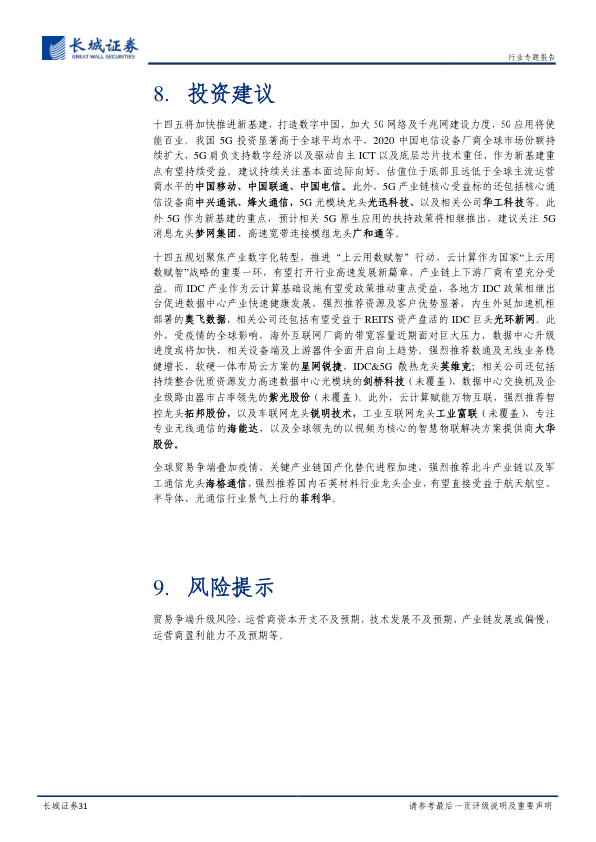 长城证券
GREAT WALL SECURITIES
行业专题报告
8. 投资建议
十四五将加快推进新基建，打造数字中国，加大 5G 网络及千兆网建设力度，5G 应用将使
能百业。我国 5G 投资显著高于全球平均水平，2020 中国电信设备厂商全球市场份额持
续扩大，5G 肩负支持数字经济以及驱动自主 ICT 以及底层芯片技术重任，作为新基建重
点有望持续受益。建议持续关注基本面边际向好、估值位于底部且远低于全球主流运营
商水平的中国移动、中国联通、中国电信。此外，5G 产业链核心受益标的还包括核心通
信设备商中兴通讯、烽火通信，5G 光模块龙头光迅科技、以及相关公司华工科技等。此
外 5G 作为新基建的重点，预计相关 5G 原生应用的扶持政策将相继推出，建议关注 5G
消息龙头梦网集团、高速宽带连接模组龙头广和通等。
十四五规划聚焦产业数字化转型，推进“上云用数赋智”行动，云计算作为国家“上云用
数赋智”战略的重要一环，有望打开行业高速发展新篇章，产业链上下游厂商有望充分受
益。而 IDC 产业作为云计算基础设施有望受政策推动重点受益，各地方 IDC 政策相继出
台促进数据中心产业快速健康发展，强烈推荐资源及客户优势显著，内生外延加速机柜
部署的奥飞数据，相关公司还包括有望受益于 REITS 资产盘活的 IDC 巨头光环新网。此
外，受疫情的全球影响，海外互联网厂商的带宽容量近期面对巨大压力，数据中心升级
进度或将加快，相关设备端及上游器件全面开启向上趋势。强烈推荐数通及无线业务稳
健增长，软硬一体布局云方案的星网锐捷，IDC&5G 散热龙头英维克；相关公司还包括
持续整合优质资源发力高速数据中心光模块的剑桥科技（未覆盖），数据中心交换机及企
业级路由器市占率领先的紫光股份（未覆盖）。此外，云计算赋能万物互联，强烈推荐智
控龙头拓邦股份，以及车联网龙头锐明技术，工业互联网龙头工业富联（未覆盖），专注
专业无线通信的海能达，以及全球领先的以视频为核心的智慧物联解决方案提供商大华
股份。
全球贸易争端叠加疫情，关键产业链国产化替代进程加速，强烈推荐北斗产业链以及军
工通信龙头海格通信，强烈推荐国内石英材料行业龙头企业，有望直接受益于航天航空、
半导体、光通信行业景气上行的菲利华。
9. 风险提示
贸易争端升级风险，运营商资本开支不及预期，技术发展不及预期，产业链发展或偏慢，
运营商盈利能力不及预期等。
长城证券31
请参考最后一页评级说明及重要声明